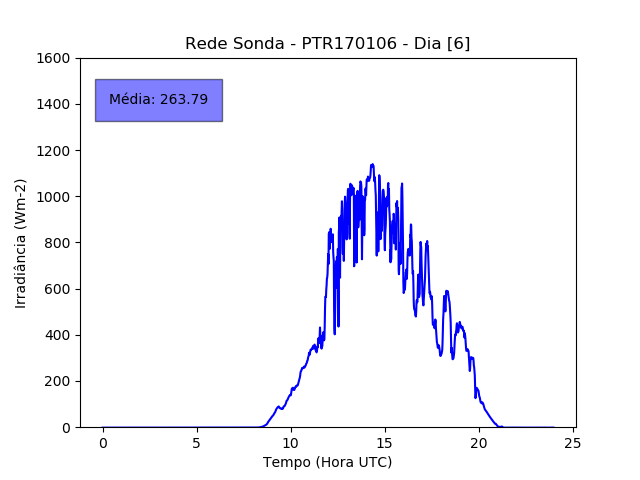 Rede Sonda - PTR170106 - Dia [6]
1600
1400
1200
1000
800
600
400
200
0
Irradiância (Wm-2)
Média: 263.79
0 5 10 15 20 25
Tempo (Hora UTC)